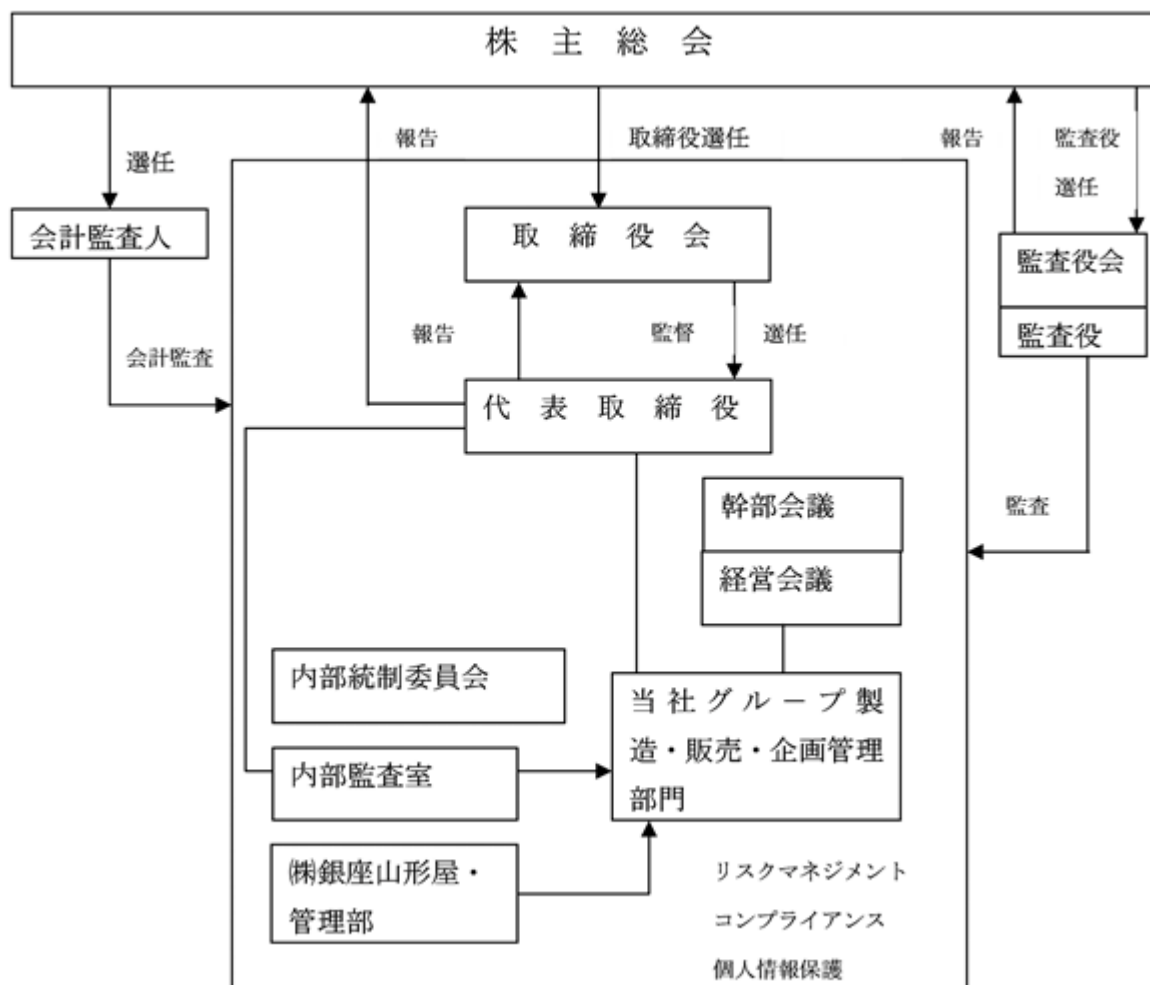 株主総会
報告
取締役選任
報告
監査役
選任
選任
会計監査人
取締役会
監査役会
監査役
報告
監督
選任
会計監査
代表取締役
幹部会議
監査
経営会議
内部統制委員会
当社グループ製
造・販売・企画管理
部門
内部監査室
㈱銀座山形屋・
管理部
リスクマネジメント
コンプライアンス
個人情報保護